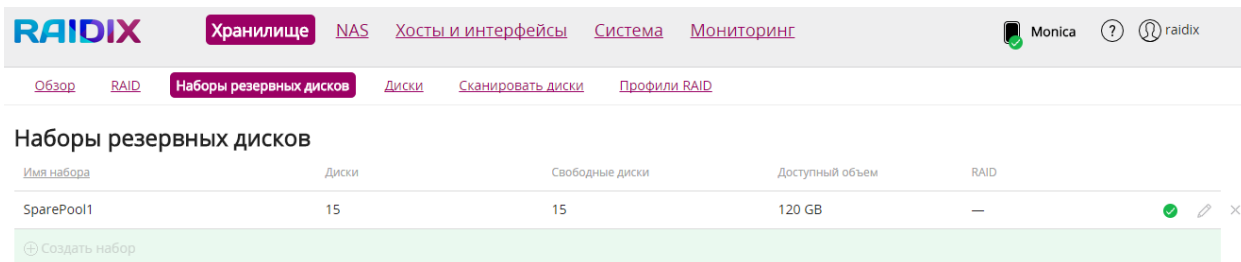 RAIDIX Хранилище NAS Хосты и интерфейсы Система Мониторинг Monica ? raidix
Обзор RAID Наборы резервных дисков Диски Сканировать диски Профили RAID
Наборы резервных дисков
Имя набора Диски Свободные диски Доступный объем RAID
SparePool1 15 15 120 GB —
Создать набор